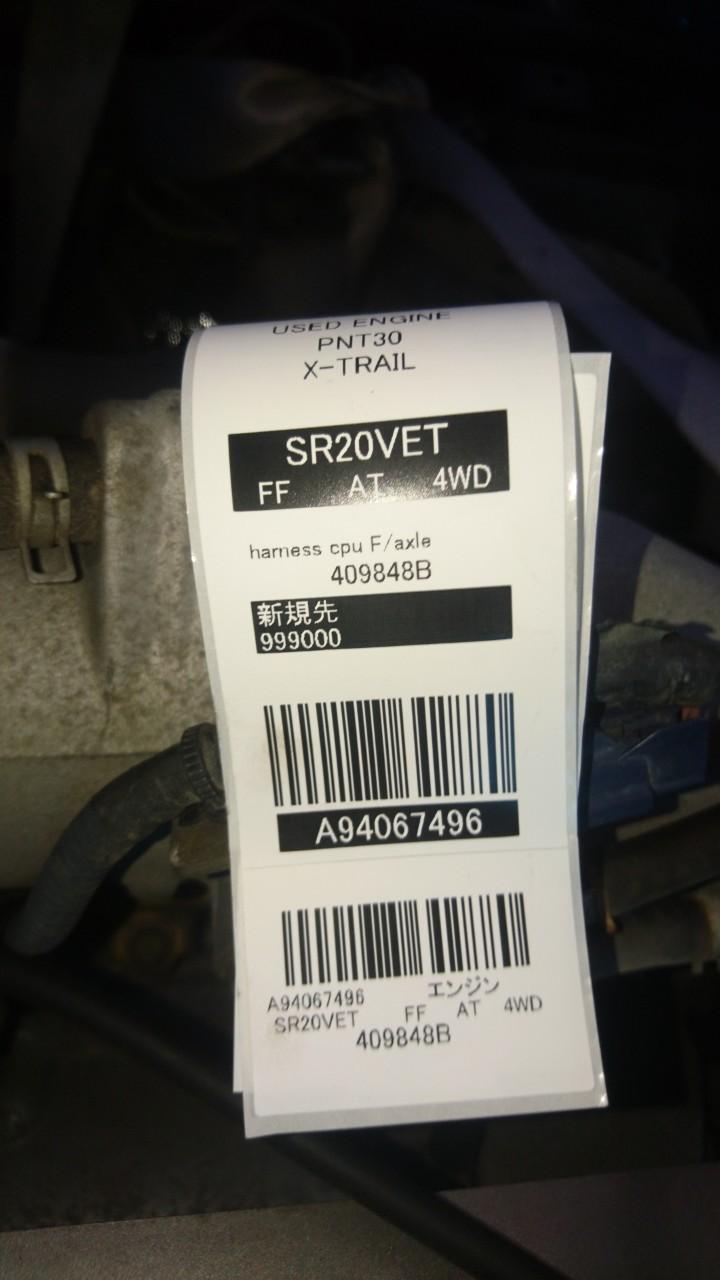 USED ENGINE
PNT30
X-TRAIL
SR20VET
FF AT 4WD
harness cpu F/axle
409848B
新規先
999000
A94067496
A94067496 エンジン
SR20VET FF AT 4WD
409848B